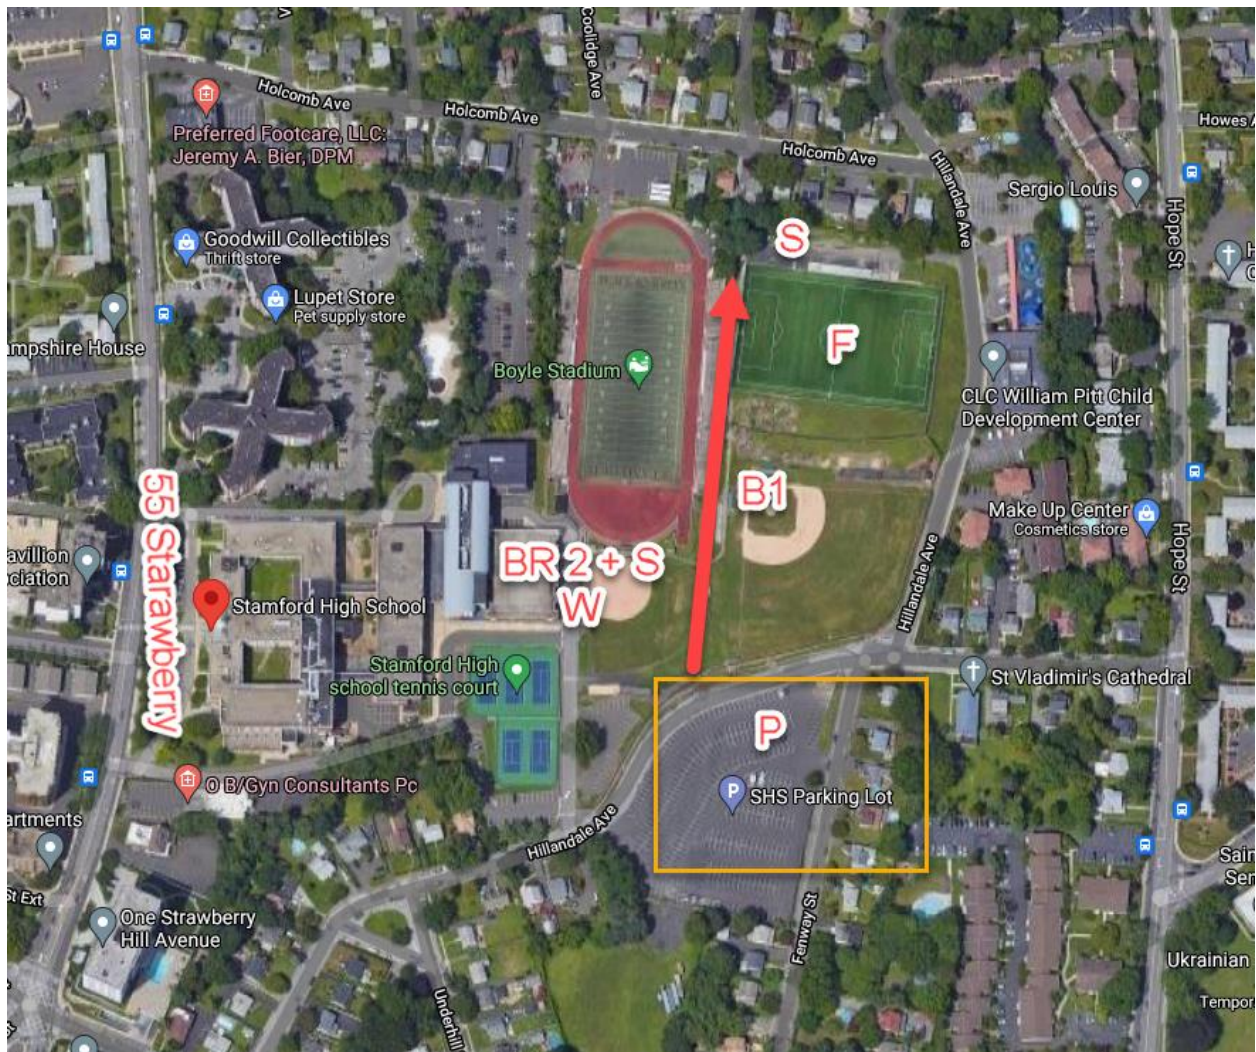 Coolidge Ave
Holcomb Ave
Holcomb Ave
Holcomb Ave
Preferred Footcare, LLC:
Jeremy A. Bier, DPM
Howes A
Hillandale Ave
Sergio Louis
Hope St
S
Goodwill Collectibles
Thrift store
Lupet Store
Pet supply store
ampshire House
F
Boyle Stadium
CLC William Pitt Child
Development Center
B1
55 Starawberry
Make Up Center
Cosmetics store
Hope St
avillion
ciation
BR 2 + S
W
Stamford High School
Hillandale Ave
Stamford High
school tennis court
St Vladimir's Cathedral
P
O B/Gyn Consultants Pc
P
SHS Parking Lot
artments
Hillandale Ave
Sain
Sen
St Ext
One Strawberry
Hill Avenue
Fenway St
Underhill
Ukrainian
Tempor